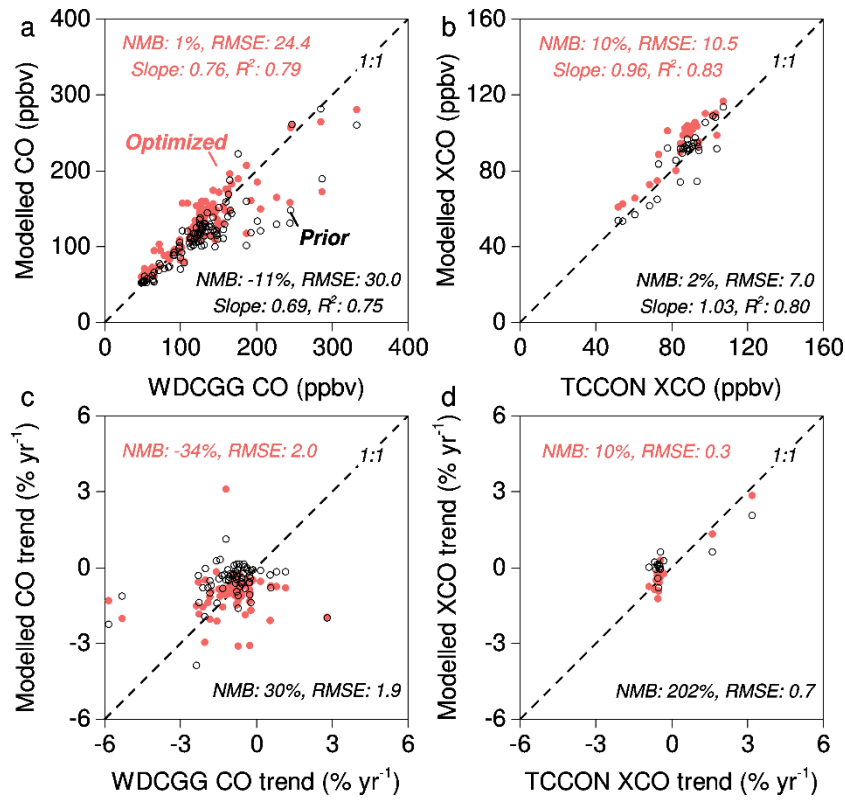 a
400
300
200
100
0
Modelled CO (ppbv)
NMB: 1%, RMSE: 24.4
Slope: 0.76, R²: 0.79
1:1
Optimized
Prior
NMB: -11%, RMSE: 30.0
Slope: 0.69, R²: 0.75
0 100 200 300 400
WDCGG CO (ppbv)
b
160
120
80
40
0
Modelled XCO (ppbv)
NMB: 10%, RMSE: 10.5
Slope: 0.96, R²: 0.83
1:1
NMB: 2%, RMSE: 7.0
Slope: 1.03, R²: 0.80
0 40 80 120 160
TCCON XCO (ppbv)
c
6
3
0
-3
-6
Modelled CO trend (% yr⁻¹)
NMB: -34%, RMSE: 2.0
1:1
NMB: 30%, RMSE: 1.9
-6 -3 0 3 6
WDCGG CO trend (% yr⁻¹)
d
6
3
0
-3
-6
Modelled XCO trend (% yr⁻¹)
NMB: 10%, RMSE: 0.3
1:1
NMB: 202%, RMSE: 0.7
-6 -3 0 3 6
TCCON XCO trend (% yr⁻¹)